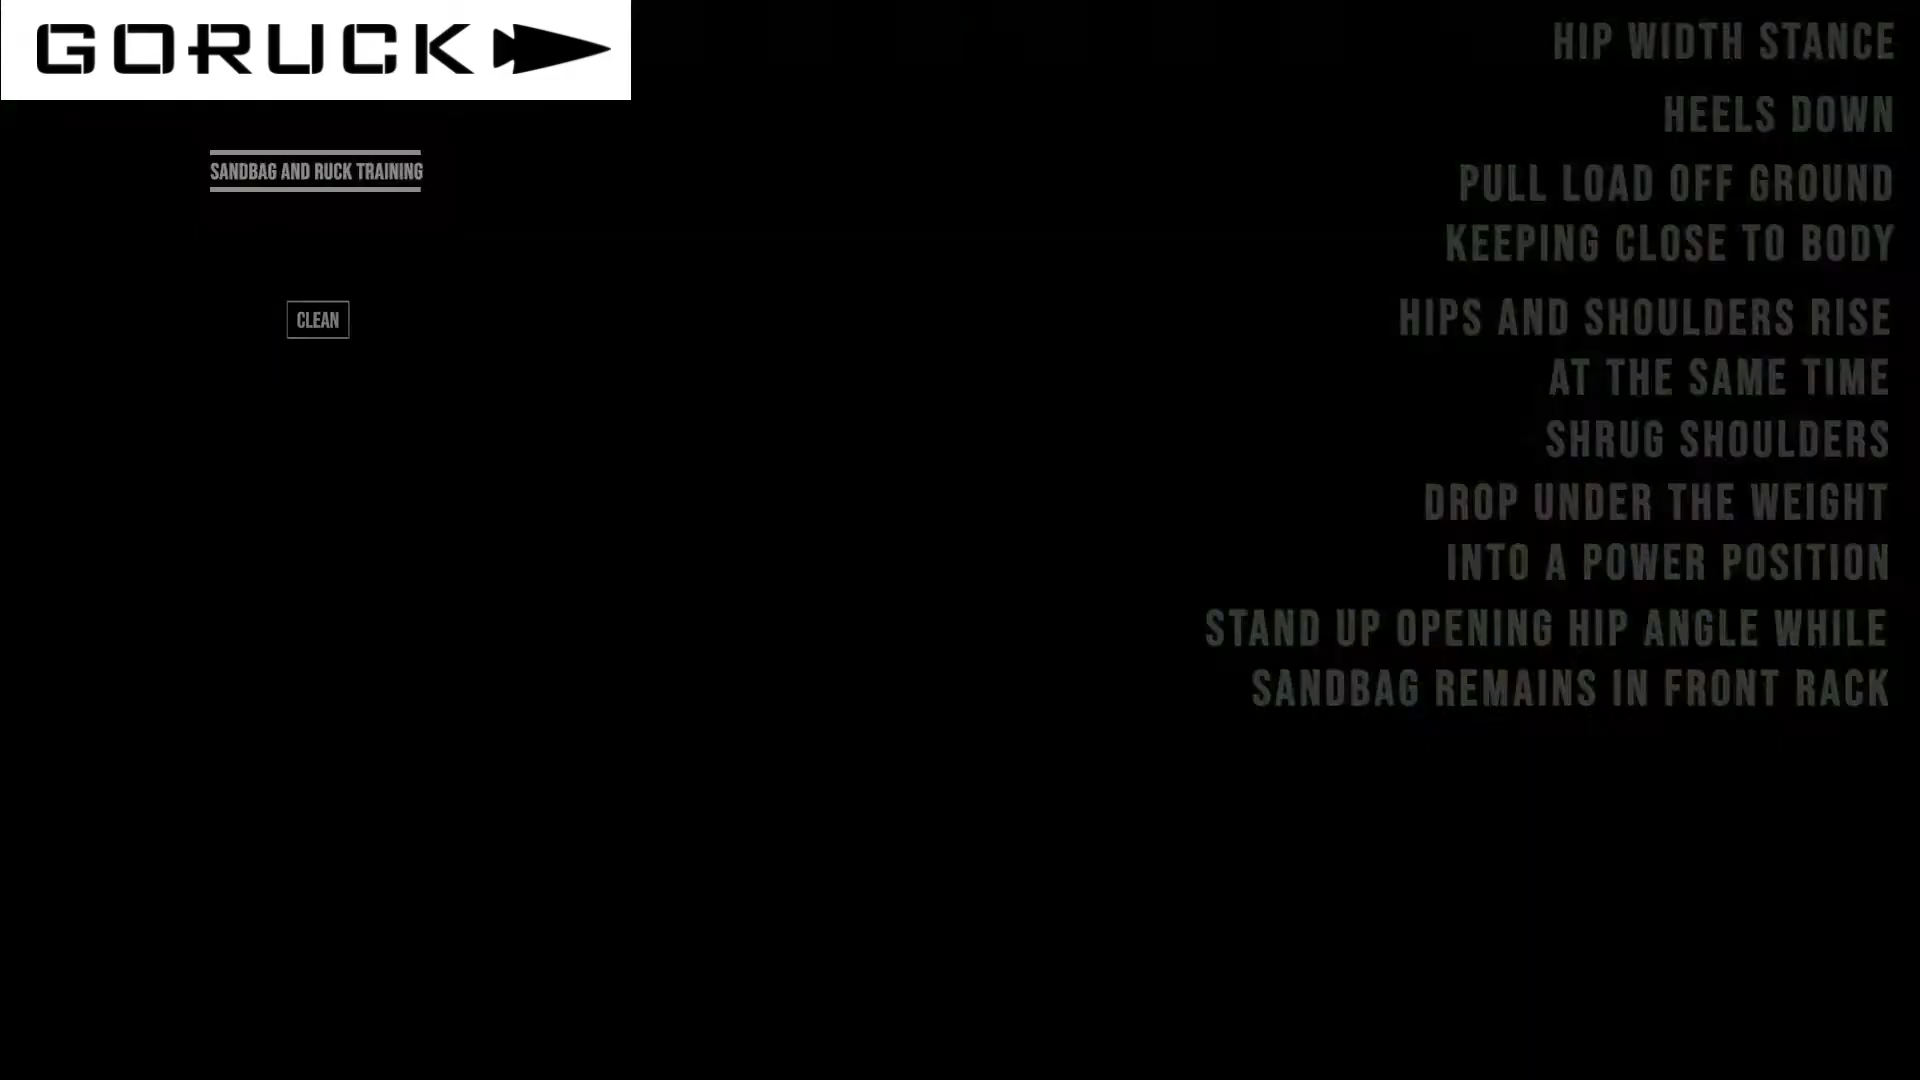 GORUCK
SANDBAG AND RUCK TRAINING
CLEAN
HIP WIDTH STANCE
HEELS DOWN
PULL LOAD OFF GROUND
KEEPING CLOSE TO BODY
HIPS AND SHOULDERS RISE
AT THE SAME TIME
SHRUG SHOULDERS
DROP UNDER THE WEIGHT
INTO A POWER POSITION
STAND UP OPENING HIP ANGLE WHILE
SANDBAG REMAINS IN FRONT RACK